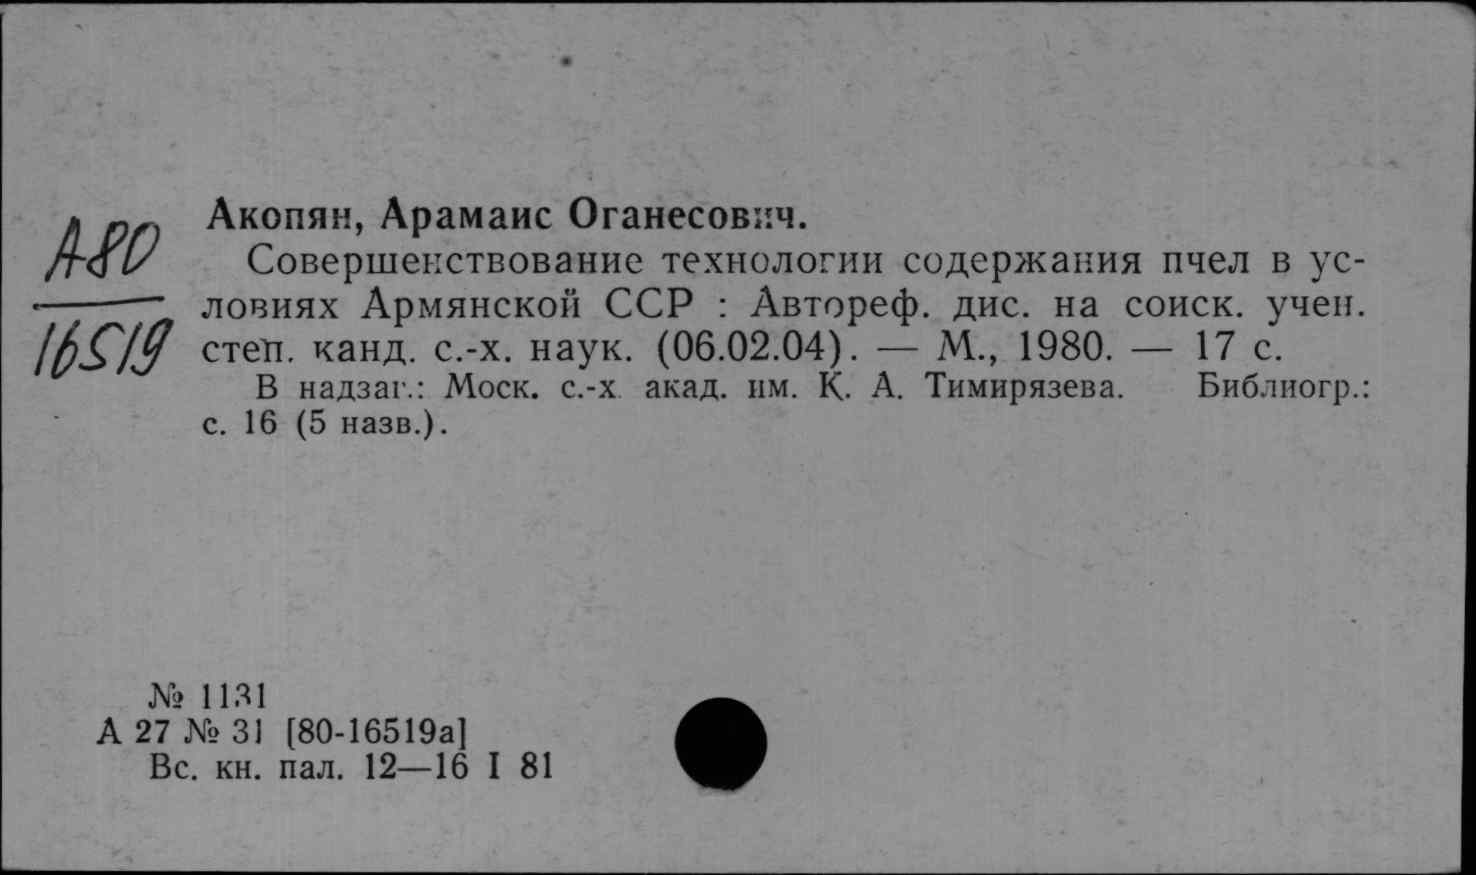 А80
16519
Акопян, Арамаис Оганесович.
Совершенствование технологии содержания пчел в ус-
ловиях Армянской ССР : Автореф. дис. на соиск. учен.
степ. канд. с.-х. наук. (06.02.04). — М., 1980. — 17 с.
В надзаг.: Моск. с.-х. акад. им. К. А. Тимирязева. Библиогр.:
с. 16 (5 назв.).
№ 1131
А 27 № 31 [80-16519а]
Вс. кн. пал. 12—16 I 81